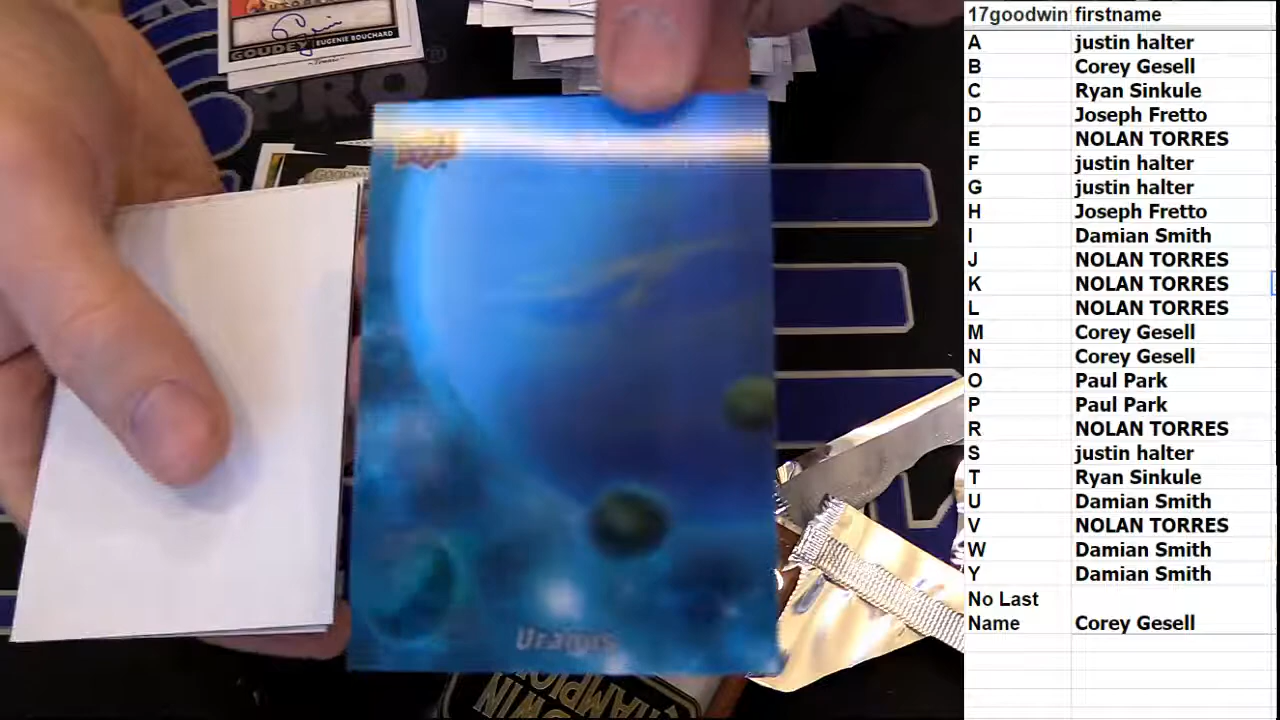 GOUDEY EUGENIE BOUCHARD
PRO
Uranus
17goodwin firstname
A justin halter
B Corey Gesell
C Ryan Sinkule
D Joseph Fretto
E NOLAN TORRES
F justin halter
G justin halter
H Joseph Fretto
I Damian Smith
J NOLAN TORRES
K NOLAN TORRES
L NOLAN TORRES
M Corey Gesell
N Corey Gesell
O Paul Park
P Paul Park
R NOLAN TORRES
S justin halter
T Ryan Sinkule
U Damian Smith
V NOLAN TORRES
W Damian Smith
Y Damian Smith
No Last
Name Corey Gesell